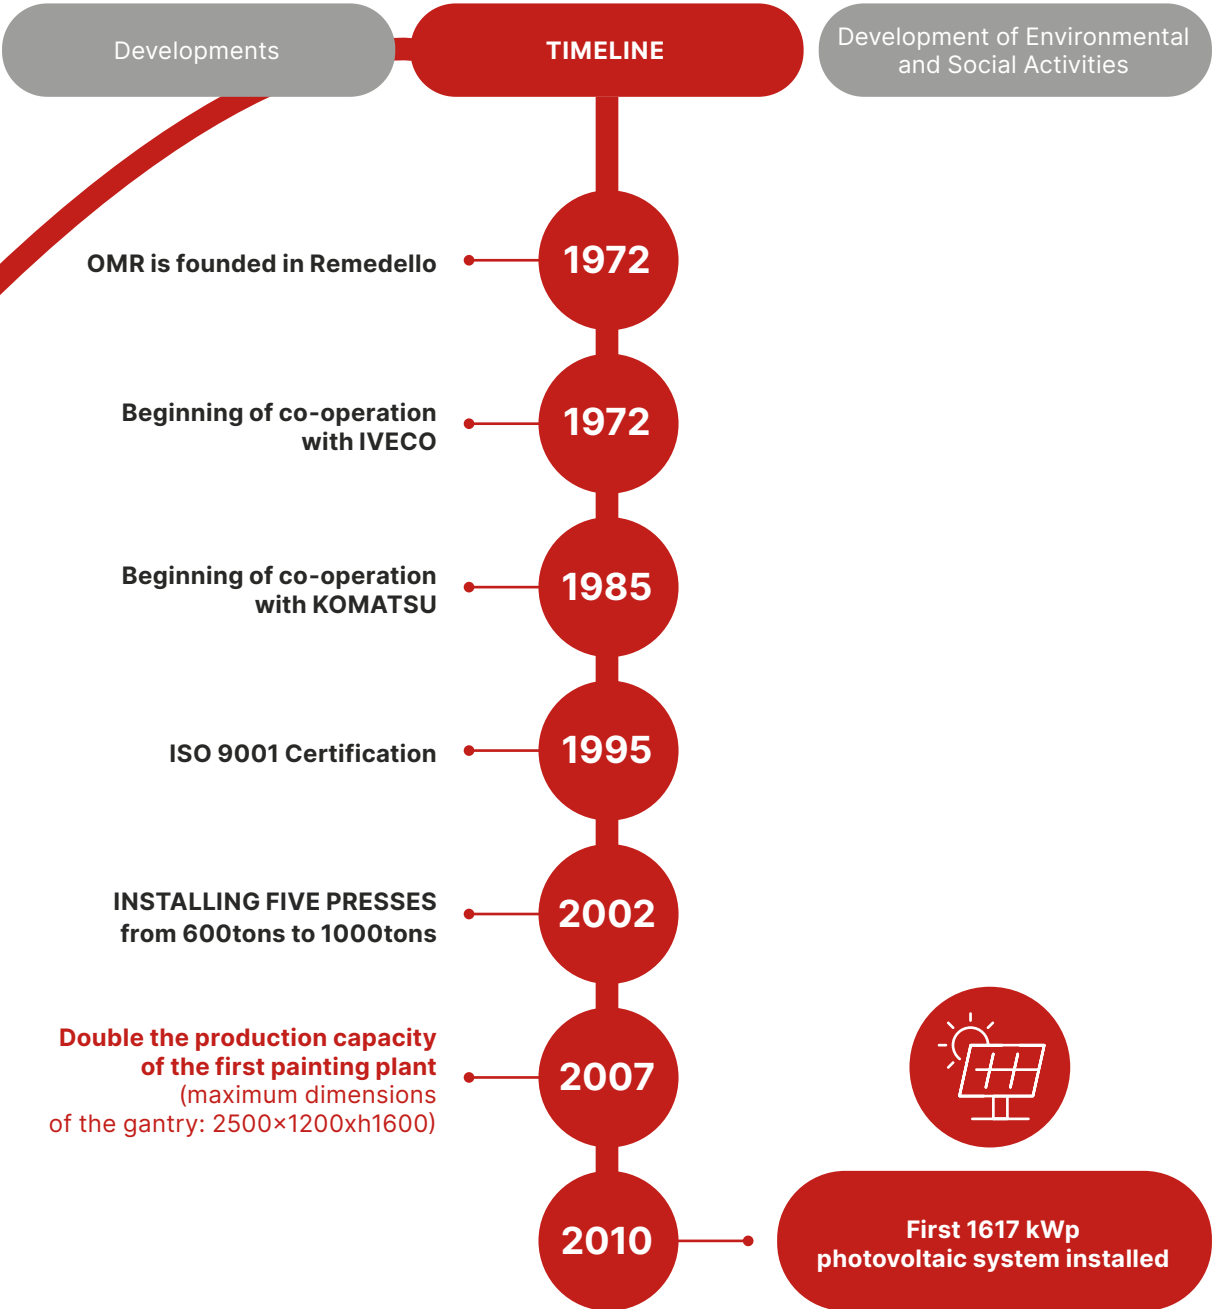 Developments
TIMELINE
Development of Environmental
and Social Activities
OMR is founded in Remedello
1972
Beginning of co-operation
with IVECO
1972
Beginning of co-operation
with KOMATSU
1985
ISO 9001 Certification
1995
INSTALLING FIVE PRESSES
from 600tons to 1000tons
2002
Double the production capacity
of the first painting plant
(maximum dimensions
of the gantry: 2500×1200xh1600)
2007
2010
First 1617 kWp
photovoltaic system installed